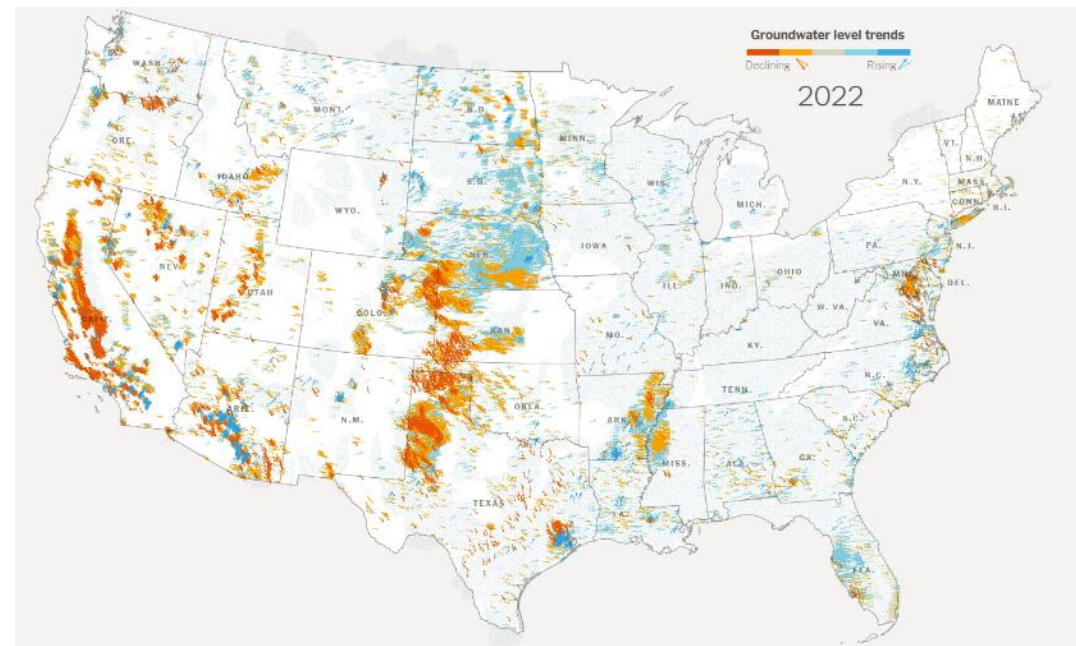 Groundwater level trends
Declining
Rising
2022
WASH.
MONT.
N.D.
MINN.
MAINE
ORE.
IDAHO
S.D.
WIS.
MICH.
VT.
N.H.
N.Y.
MASS.
CONN.
R.I.
WYO.
NEB.
IOWA
PA.
N.J.
NEV.
UTAH
COLO.
KAN.
ILL.
IND.
OHIO
MD.
DEL.
W. VA.
VA.
CALIF.
MO.
KY.
ARIZ.
N.M.
OKLA.
ARK.
TENN.
N.C.
S.C.
TEXAS
LA.
MISS.
ALA.
GA.
FLA.